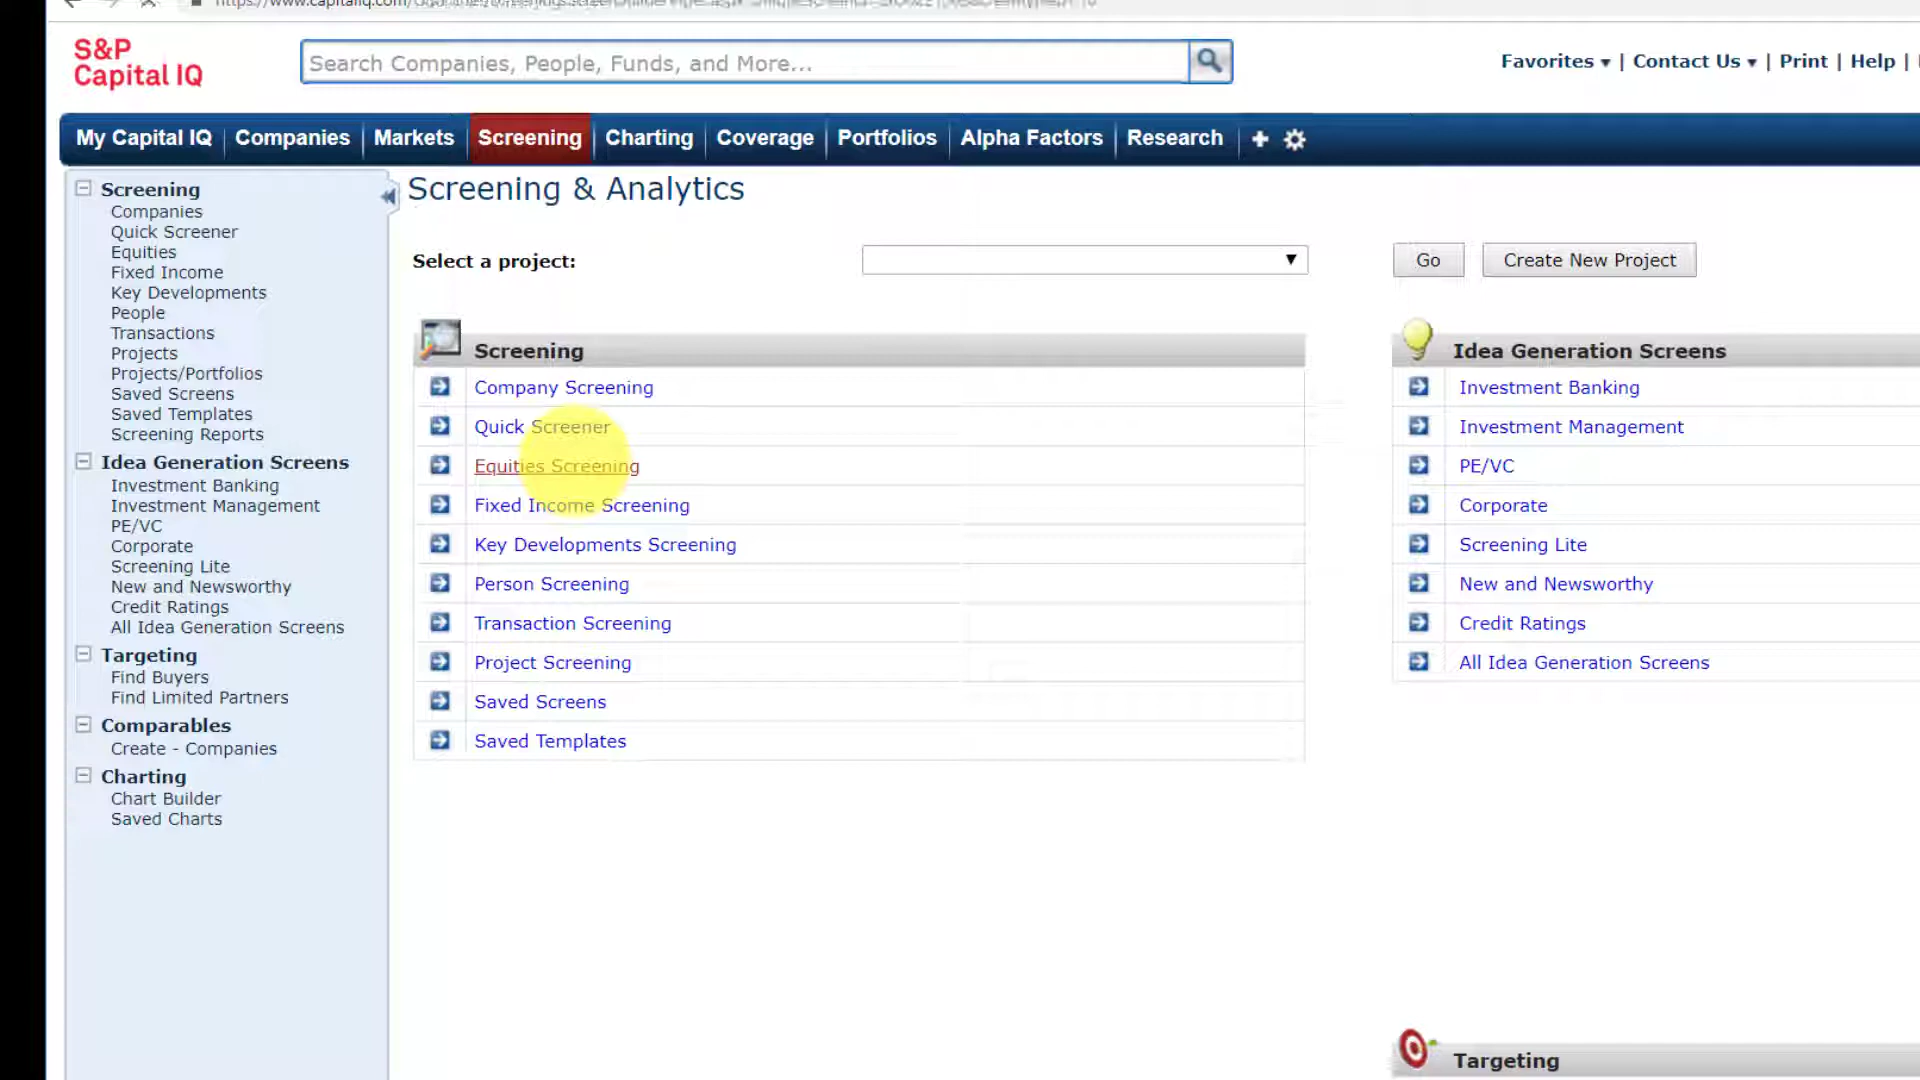 S&P
Capital IQ
Search Companies, People, Funds, and More...
Favorites ▾ | Contact Us ▾ | Print | Help |
My Capital IQ Companies Markets Screening Charting Coverage Portfolios Alpha Factors Research
Screening
Companies
Quick Screener
Equities
Fixed Income
Key Developments
People
Transactions
Projects
Projects/Portfolios
Saved Screens
Saved Templates
Screening Reports
Idea Generation Screens
Investment Banking
Investment Management
PE/VC
Corporate
Screening Lite
New and Newsworthy
Credit Ratings
All Idea Generation Screens
Targeting
Find Buyers
Find Limited Partners
Comparables
Create - Companies
Charting
Chart Builder
Saved Charts
Screening & Analytics
Select a project:
Go
Create New Project
Screening
Company Screening
Quick Screener
Equities Screening
Fixed Income Screening
Key Developments Screening
Person Screening
Transaction Screening
Project Screening
Saved Screens
Saved Templates
Idea Generation Screens
Investment Banking
Investment Management
PE/VC
Corporate
Screening Lite
New and Newsworthy
Credit Ratings
All Idea Generation Screens
Targeting